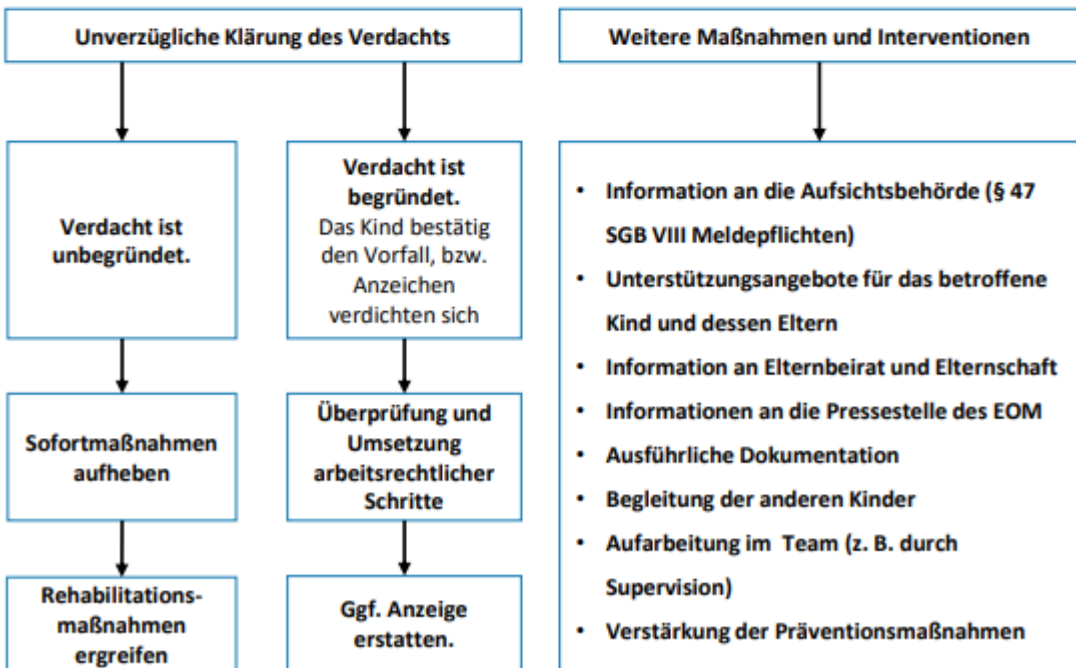 Unverzügliche Klärung des Verdachts
Weitere Maßnahmen und Interventionen
Verdacht ist
unbegründet.
Verdacht ist
begründet.
Das Kind bestätig
den Vorfall, bzw.
Anzeichen
verdichten sich
Sofortmaßnahmen
aufheben
Überprüfung und
Umsetzung
arbeitsrechtlicher
Schritte
Rehabilitations-
maßnahmen
ergreifen
Ggf. Anzeige
erstatten.
• Information an die Aufsichtsbehörde (§ 47
SGB VIII Meldepflichten)
• Unterstützungsangebote für das betroffene
Kind und dessen Eltern
• Information an Elternbeirat und Elternschaft
• Informationen an die Pressestelle des EOM
• Ausführliche Dokumentation
• Begleitung der anderen Kinder
• Aufarbeitung im Team (z. B. durch
Supervision)
• Verstärkung der Präventionsmaßnahmen